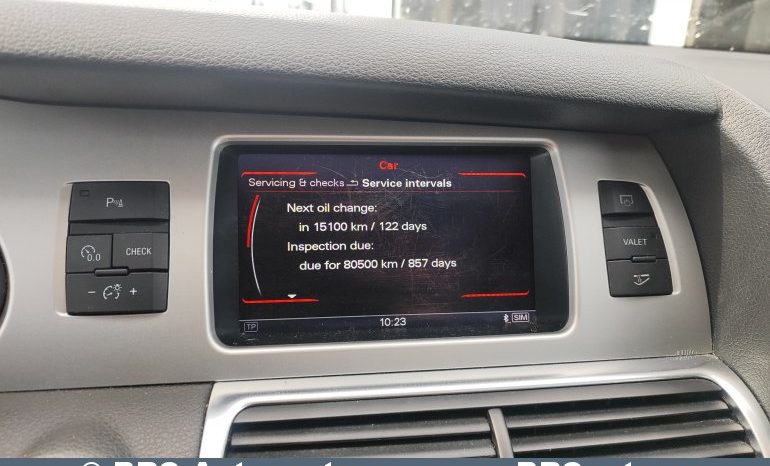 Car
Servicing & checks Service intervals
Next oil change:
in 15100 km / 122 days
Inspection due:
due for 80500 km / 857 days
TP 10:23 SIM
P
0.0 CHECK
- +
VALET